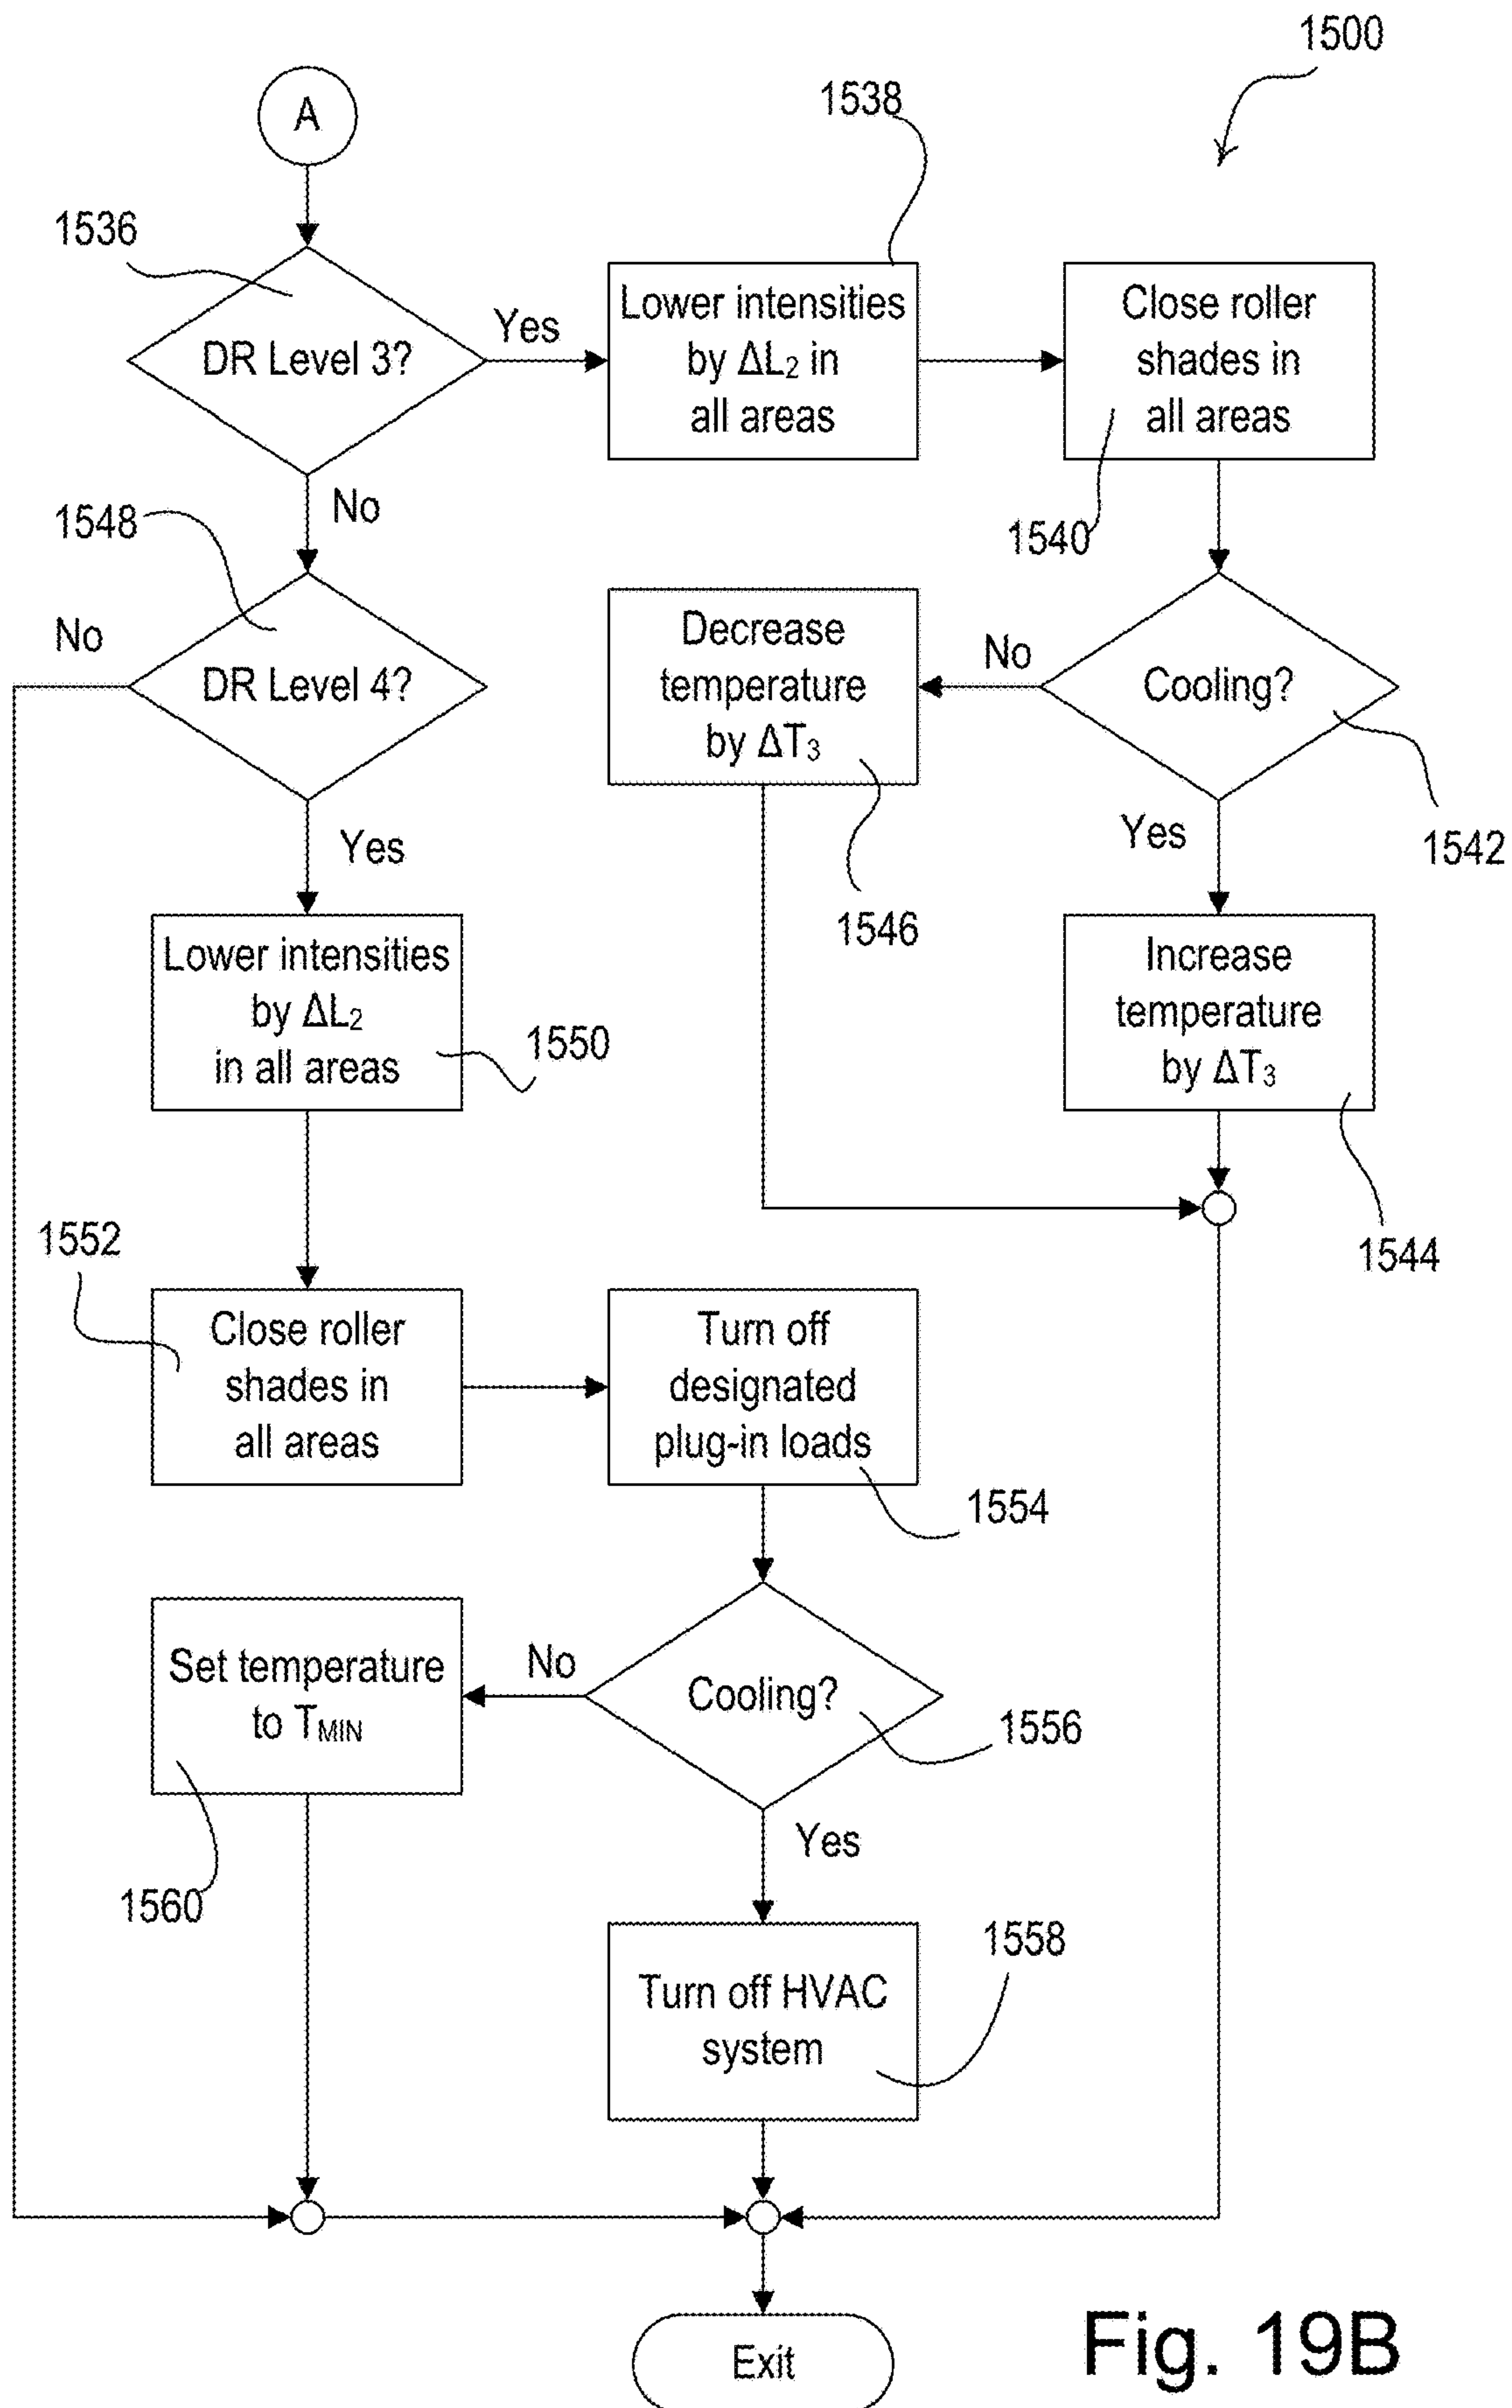 1500
A
1538
1536
DR Level 3?
Yes
Lower intensities
by ΔL₂ in
all areas
Close roller
shades in
all areas
No
1548
1540
No
DR Level 4?
Decrease
temperature
by ΔT₃
No
Cooling?
Yes
Yes
1542
1546
Lower intensities
by ΔL₂
in all areas
1550
Increase
temperature
by ΔT₃
1552
1544
Close roller
shades in
all areas
Turn off
designated
plug-in loads
1554
Set temperature
to TMIN
No
Cooling?
1556
Yes
1560
1558
Turn off HVAC
system
Exit
Fig. 19B